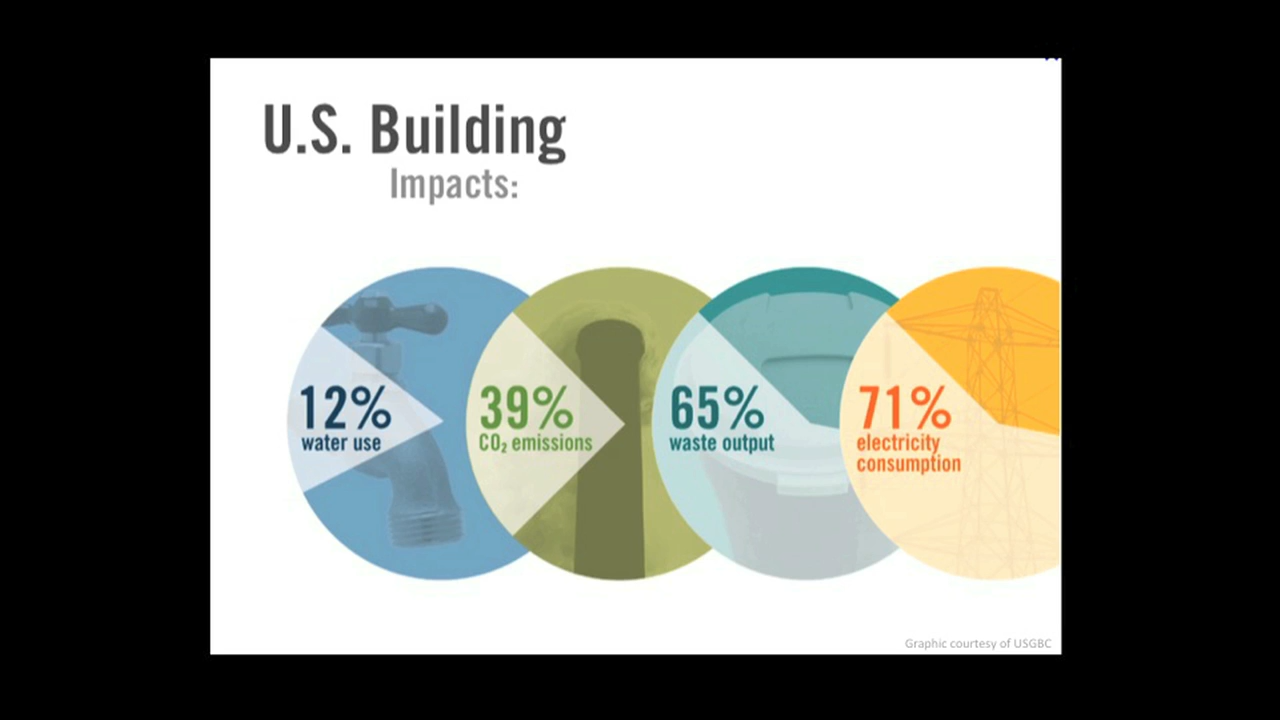 U.S. Building
Impacts:
12%
water use
39%
CO₂ emissions
65%
waste output
71%
electricity
consumption
Graphic courtesy of USGBC